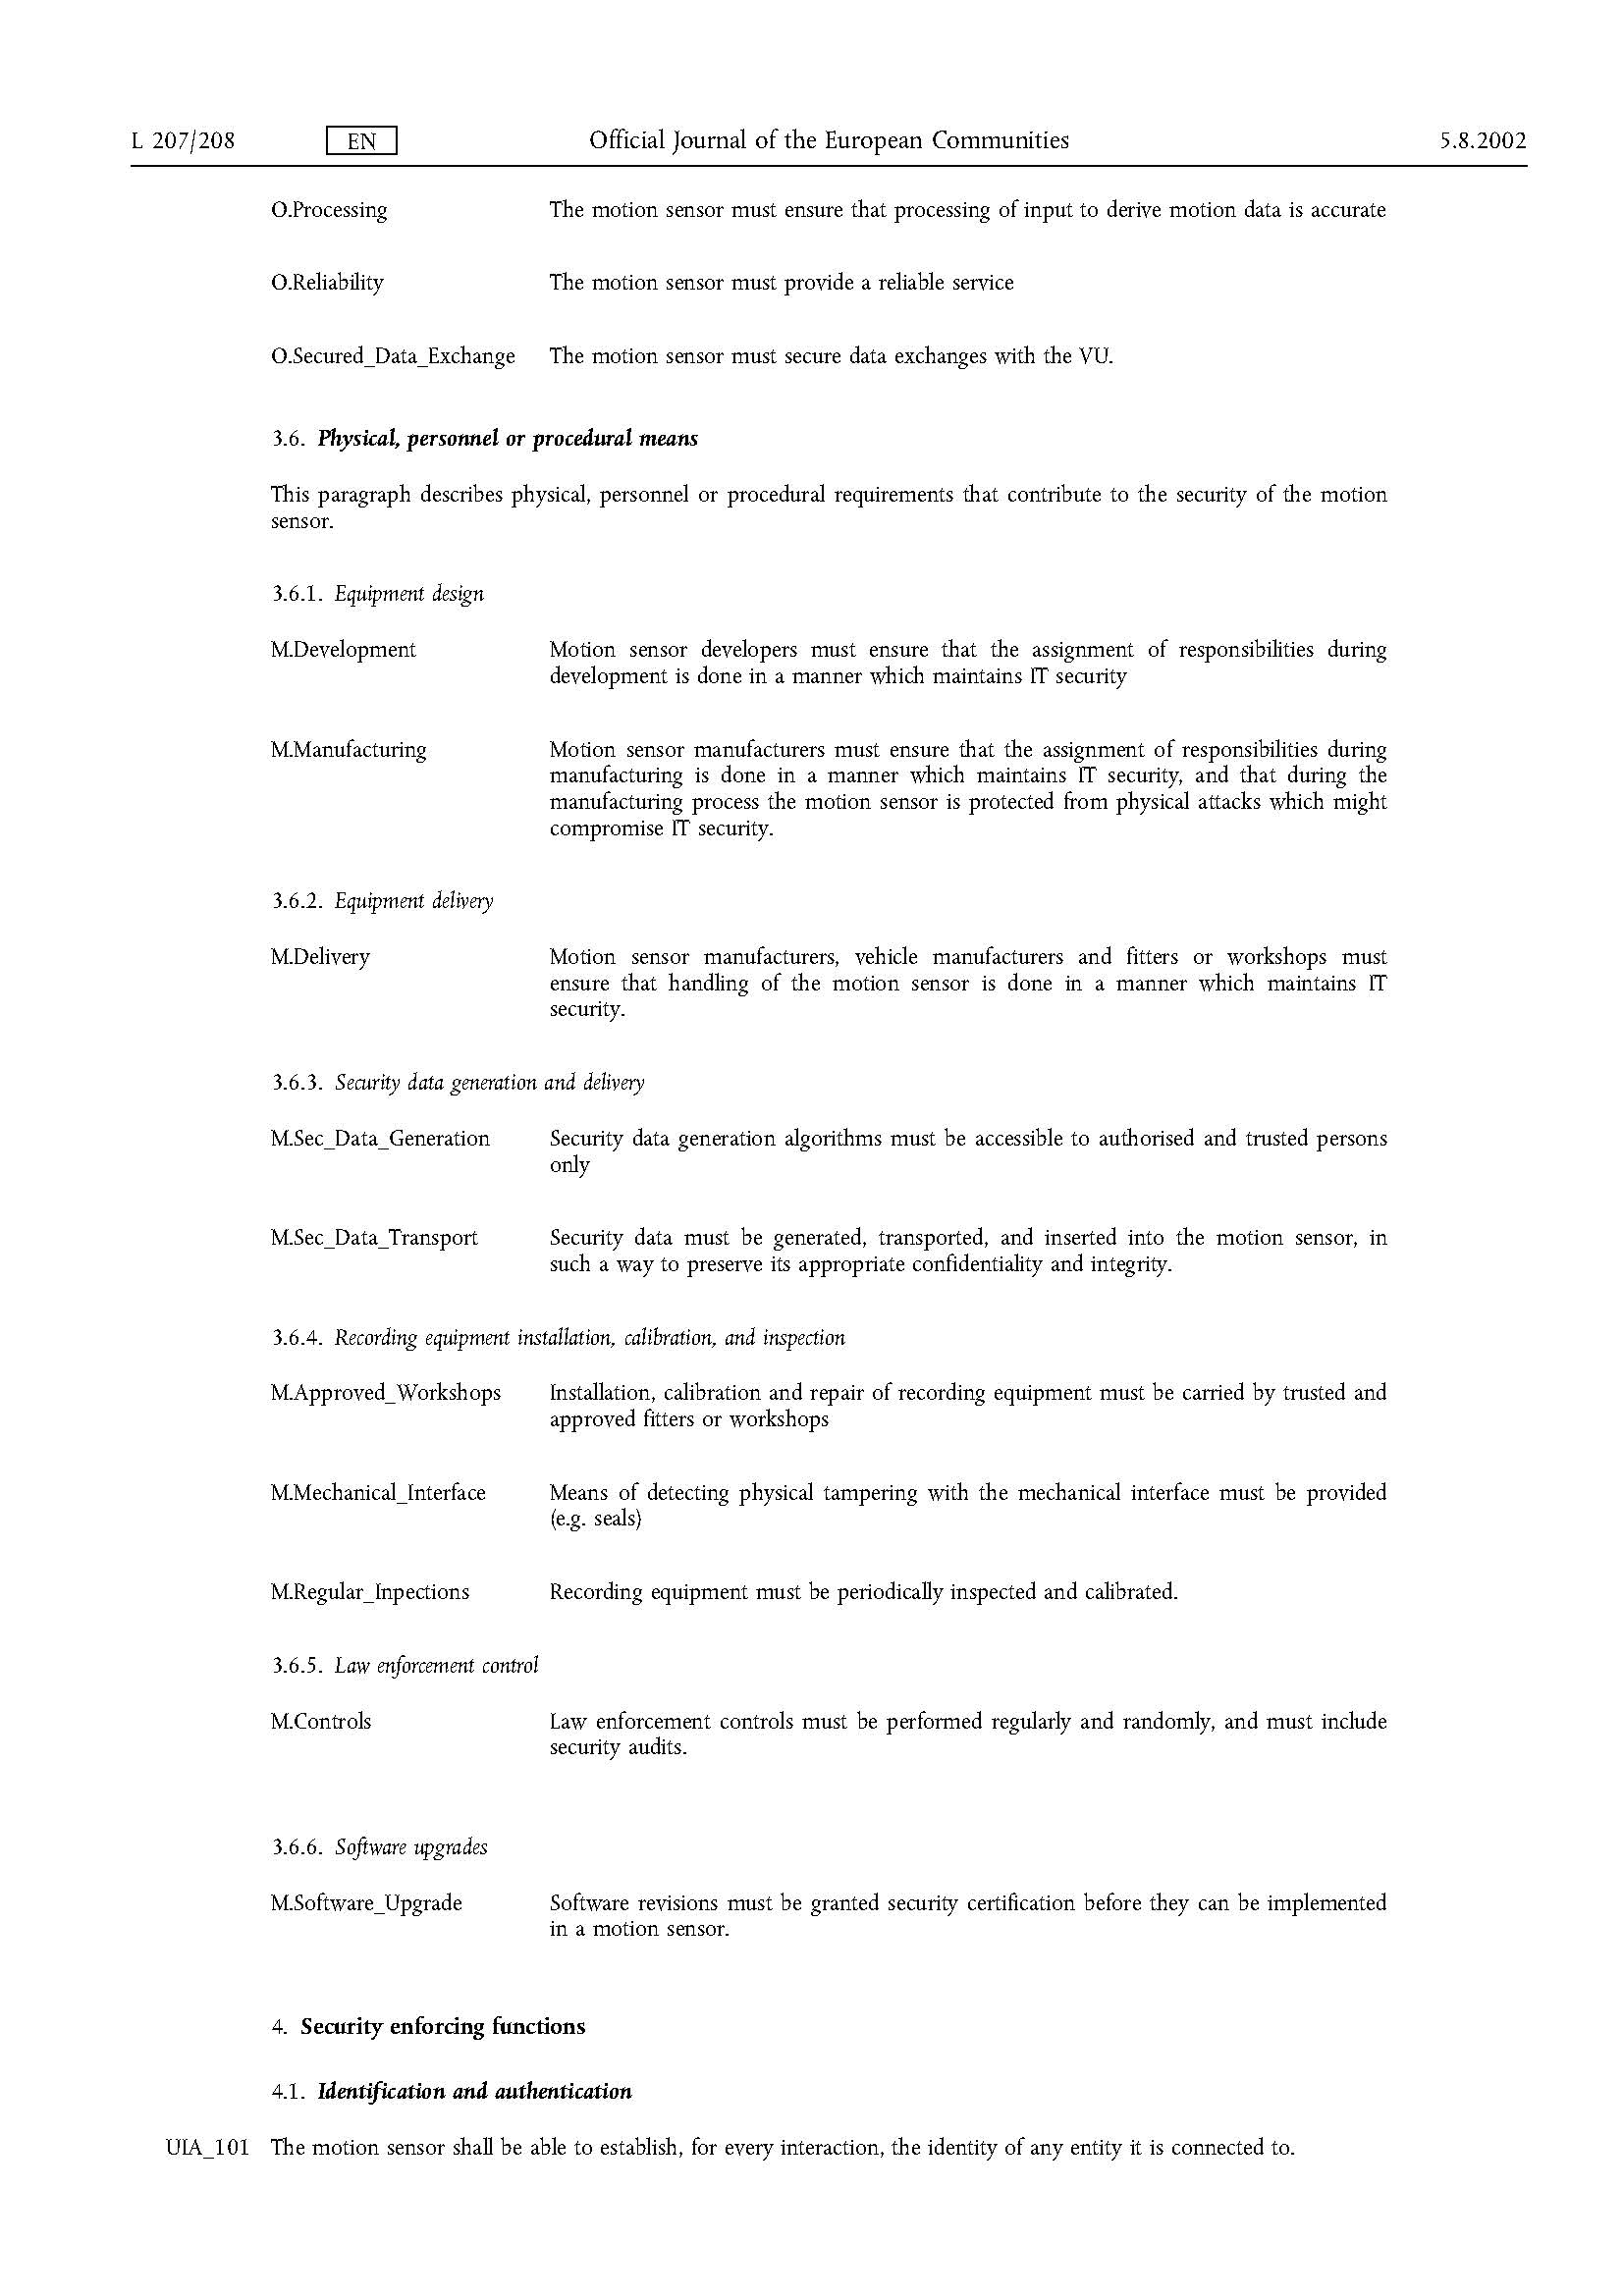 L 207/208 EN Official Journal of the European Communities 5.8.2002
O.Processing The motion sensor must ensure that processing of input to derive motion data is accurate
O.Reliability The motion sensor must provide a reliable service
O.Secured_Data_Exchange The motion sensor must secure data exchanges with the VU.
3.6. Physical, personnel or procedural means
This paragraph describes physical, personnel or procedural requirements that contribute to the security of the motion
sensor.
3.6.1. Equipment design
M.Development Motion sensor developers must ensure that the assignment of responsibilities during
development is done in a manner which maintains IT security
M.Manufacturing Motion sensor manufacturers must ensure that the assignment of responsibilities during
manufacturing is done in a manner which maintains IT security, and that during the
manufacturing process the motion sensor is protected from physical attacks which might
compromise IT security.
3.6.2. Equipment delivery
M.Delivery Motion sensor manufacturers, vehicle manufacturers and fitters or workshops must
ensure that handling of the motion sensor is done in a manner which maintains IT
security.
3.6.3. Security data generation and delivery
M.Sec_Data_Generation Security data generation algorithms must be accessible to authorised and trusted persons
only
M.Sec_Data_Transport Security data must be generated, transported, and inserted into the motion sensor, in
such a way to preserve its appropriate confidentiality and integrity.
3.6.4. Recording equipment installation, calibration, and inspection
M.Approved_Workshops Installation, calibration and repair of recording equipment must be carried by trusted and
approved fitters or workshops
M.Mechanical_Interface Means of detecting physical tampering with the mechanical interface must be provided
(e.g. seals)
M.Regular_Inpections Recording equipment must be periodically inspected and calibrated.
3.6.5. Law enforcement control
M.Controls Law enforcement controls must be performed regularly and randomly, and must include
security audits.
3.6.6. Software upgrades
M.Software_Upgrade Software revisions must be granted security certification before they can be implemented
in a motion sensor.
4. Security enforcing functions
4.1. Identification and authentication
UIA_101 The motion sensor shall be able to establish, for every interaction, the identity of any entity it is connected to.